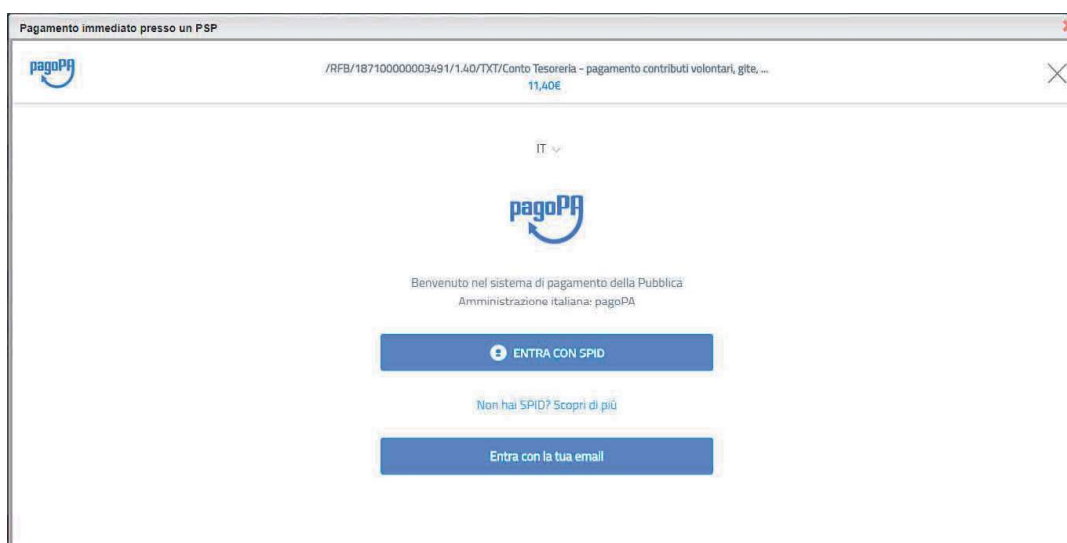 Pagamento immediato presso un PSP
pagoPA
/RFB/187100000003491/1.40/TXT/Conto Tesoreria - pagamento contributi volontari, gite, ...
11,40€
IT
pagoPA
Benvenuto nel sistema di pagamento della Pubblica
Amministrazione italiana: pagoPA
ENTRA CON SPID
Non hai SPID? Scopri di più
Entra con la tua email